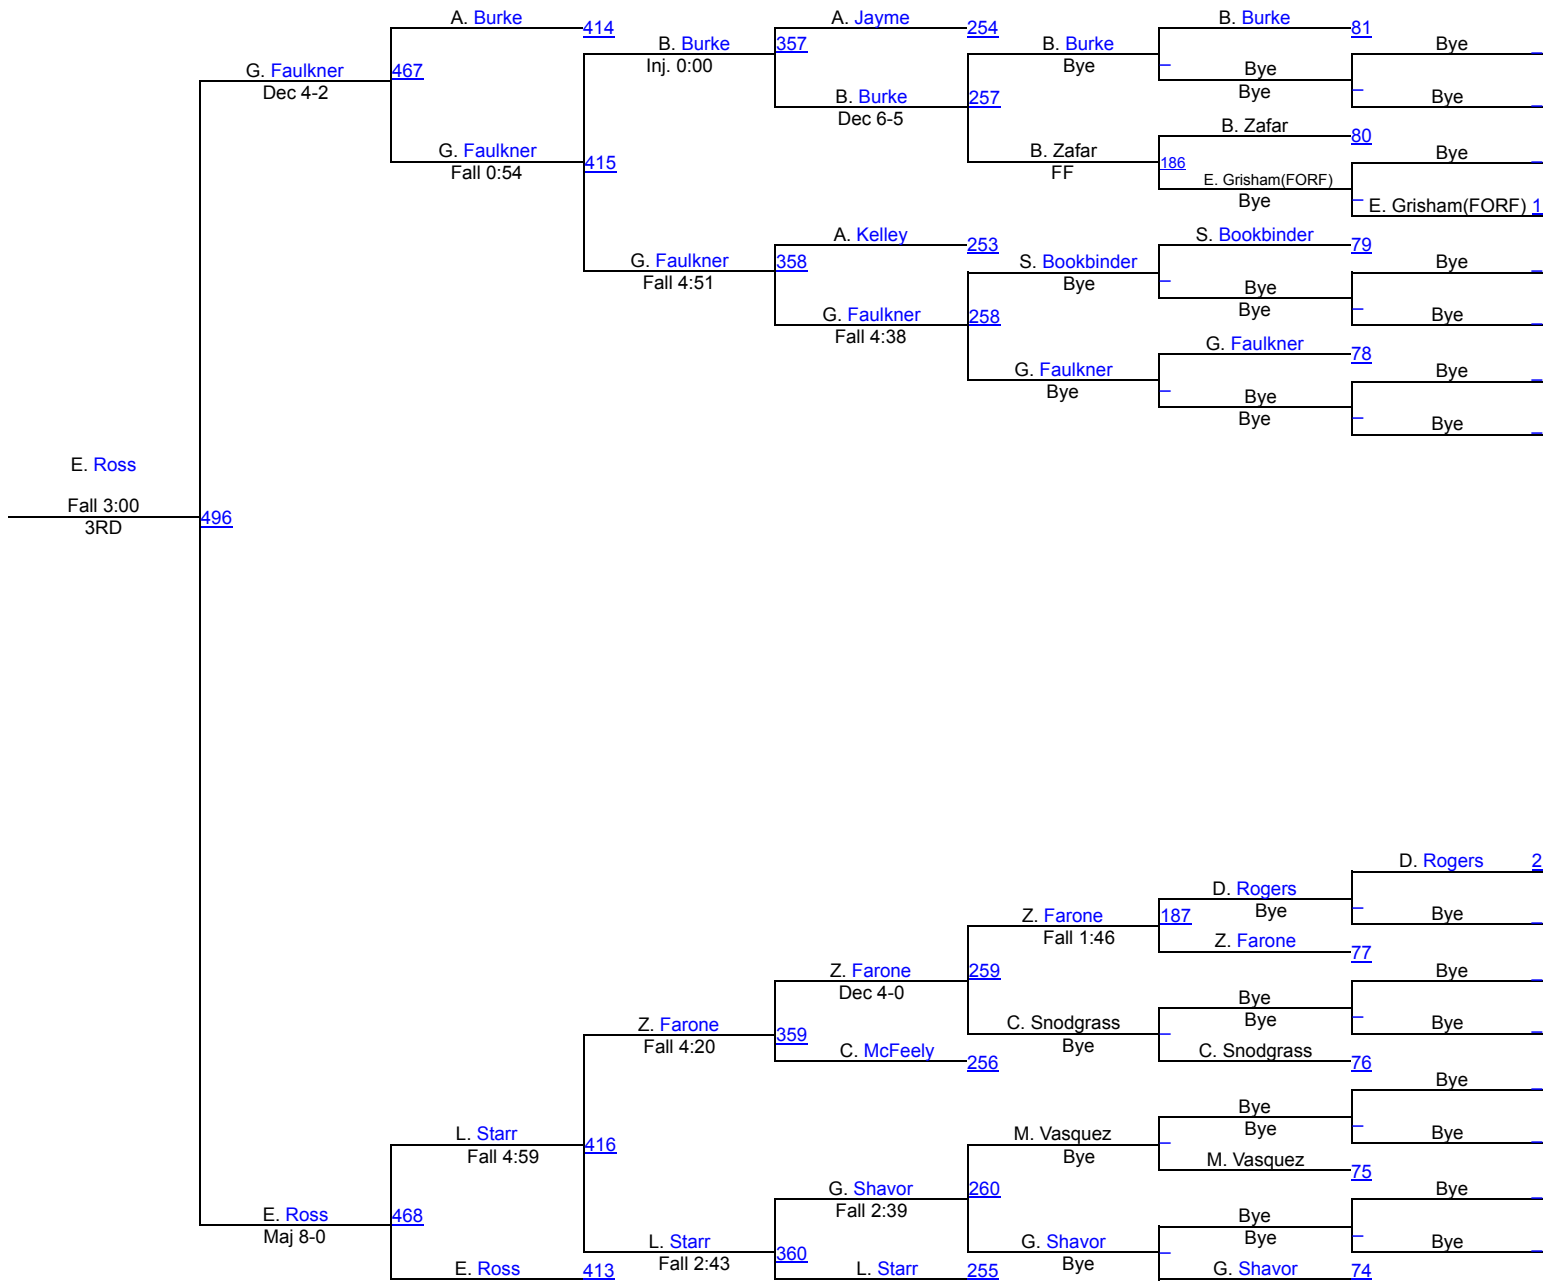 A. Burke
414
A. Jayme
254
B. Burke
81
B. Burke
Inj. 0:00
357
B. Burke
Bye
Bye
_
G. Faulkner
Dec 4-2
467
_
Bye
Bye
_
B. Burke
Dec 6-5
257
Bye
_
B. Zafar
80
G. Faulkner
Fall 0:54
415
B. Zafar
FF
186
Bye
_
E. Grisham(FORF)
Bye
_
E. Grisham(FORF)
1
A. Kelley
253
S. Bookbinder
79
G. Faulkner
Fall 4:51
358
S. Bookbinder
Bye
Bye
_
_
Bye
Bye
_
G. Faulkner
Fall 4:38
258
Bye
_
G. Faulkner
78
G. Faulkner
Bye
Bye
_
_
Bye
Bye
_
Bye
_
E. Ross
Fall 3:00
3RD
496
D. Rogers
2
D. Rogers
Bye
_
Z. Farone
Fall 1:46
187
Bye
_
Z. Farone
77
Z. Farone
Dec 4-0
259
Bye
_
Bye
Bye
_
Z. Farone
Fall 4:20
359
C. Snodgrass
Bye
_
Bye
_
C. McFeely
256
C. Snodgrass
76
Bye
_
Bye
Bye
_
L. Starr
Fall 4:59
416
M. Vasquez
Bye
_
Bye
_
M. Vasquez
75
G. Shavor
Fall 2:39
260
Bye
_
E. Ross
Maj 8-0
468
Bye
Bye
_
L. Starr
Fall 2:43
360
G. Shavor
Bye
_
Bye
_
E. Ross
413
L. Starr
255
G. Shavor
74